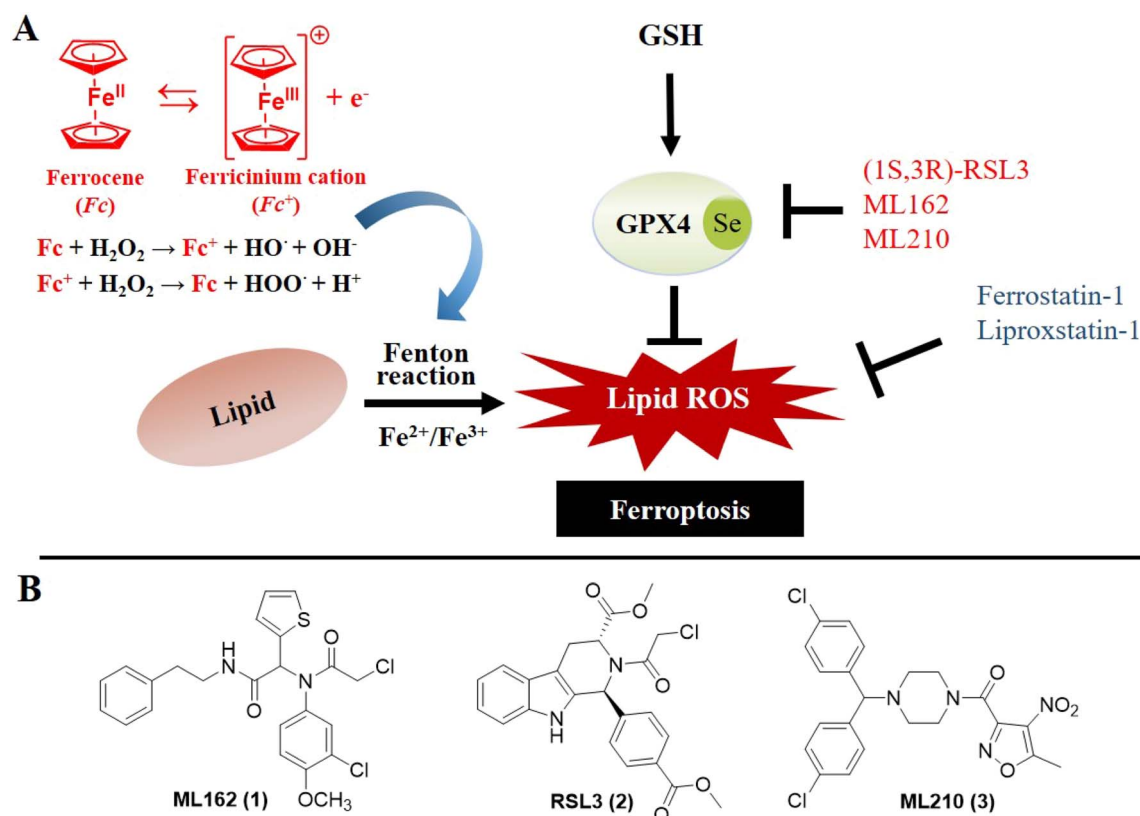 A
Fe^II
Ferrocene
(Fc)
Fe^III
⊕
+ e⁻
Ferricinium cation
(Fc⁺)
Fc + H₂O₂ → Fc⁺ + HO˙ + OH⁻
Fc⁺ + H₂O₂ → Fc + HOO˙ + H⁺
GSH
GPX4
Se
(1S,3R)-RSL3
ML162
ML210
Ferrostatin-1
Liproxstatin-1
Lipid
Fenton
reaction
Fe²⁺/Fe³⁺
Lipid ROS
Ferroptosis
B
S
H
N
O
N
O
Cl
Cl
OCH₃
ML162 (1)
O
O
Cl
N
O
N
H
O
O
RSL3 (2)
Cl
Cl
N
N
O
NO₂
N
O
ML210 (3)